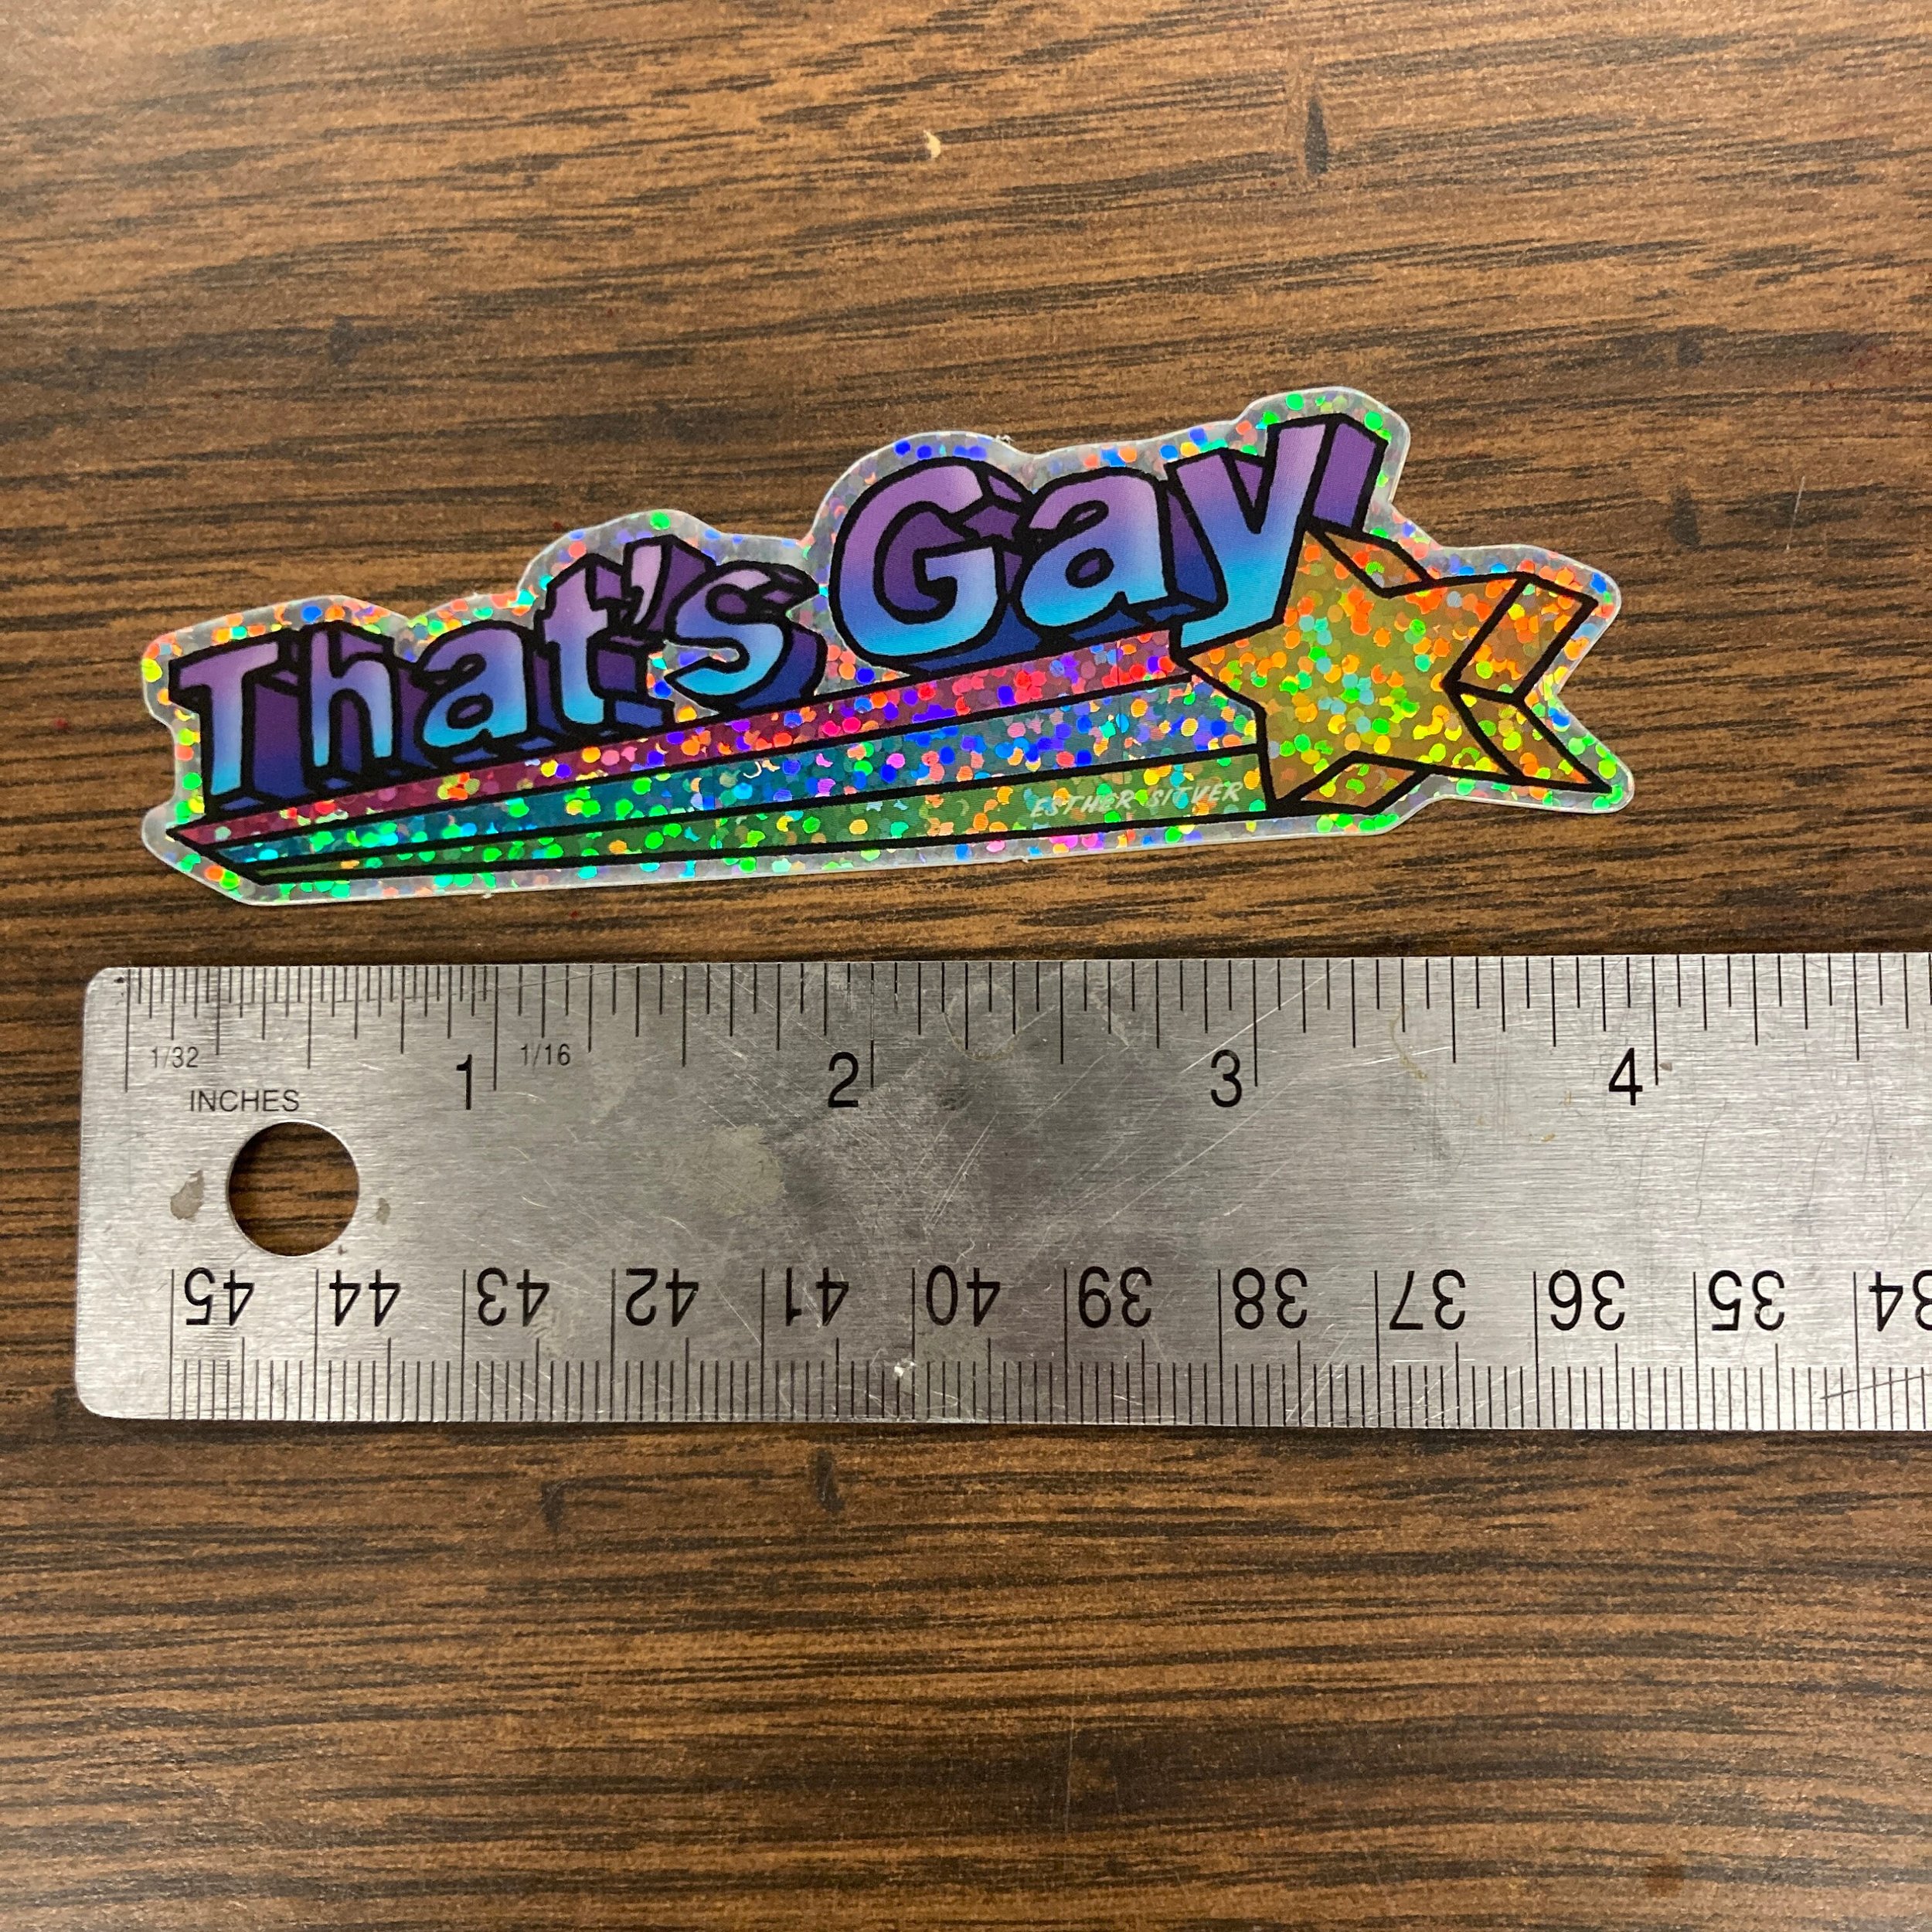 That's Gay
ESTHER SILVER
1/32 1/16
1 2 3 4
INCHES
45 44 43 42 41 40 39 38 37 36 35 34